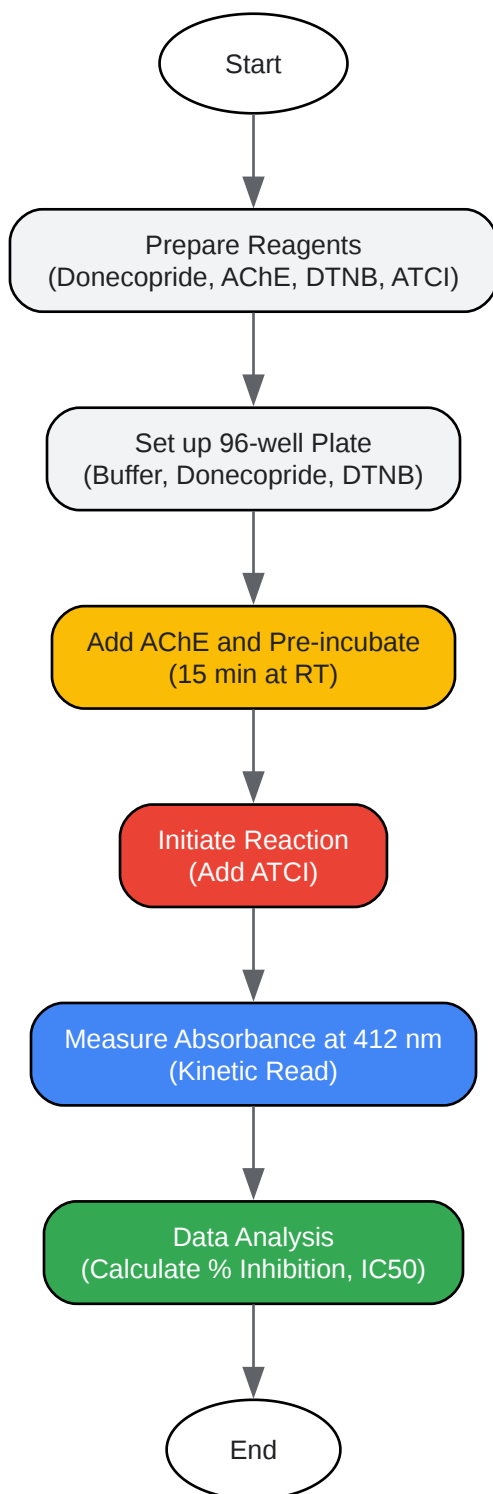 Start
Prepare Reagents
(Donecopride, AChE, DTNB, ATCI)
Set up 96-well Plate
(Buffer, Donecopride, DTNB)
Add AChE and Pre-incubate
(15 min at RT)
Initiate Reaction
(Add ATCI)
Measure Absorbance at 412 nm
(Kinetic Read)
Data Analysis
(Calculate % Inhibition, IC50)
End